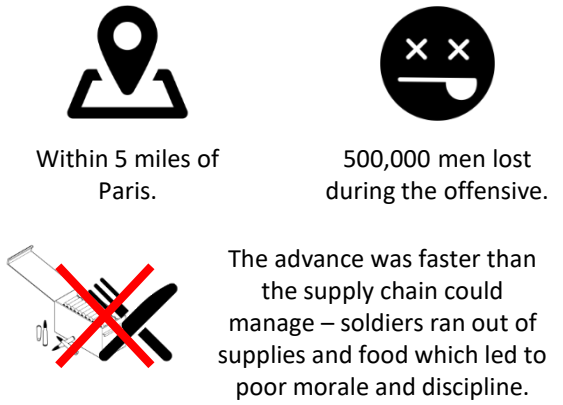 Within 5 miles of
Paris.
500,000 men lost
during the offensive.
The advance was faster than
the supply chain could
manage – soldiers ran out of
supplies and food which led to
poor morale and discipline.